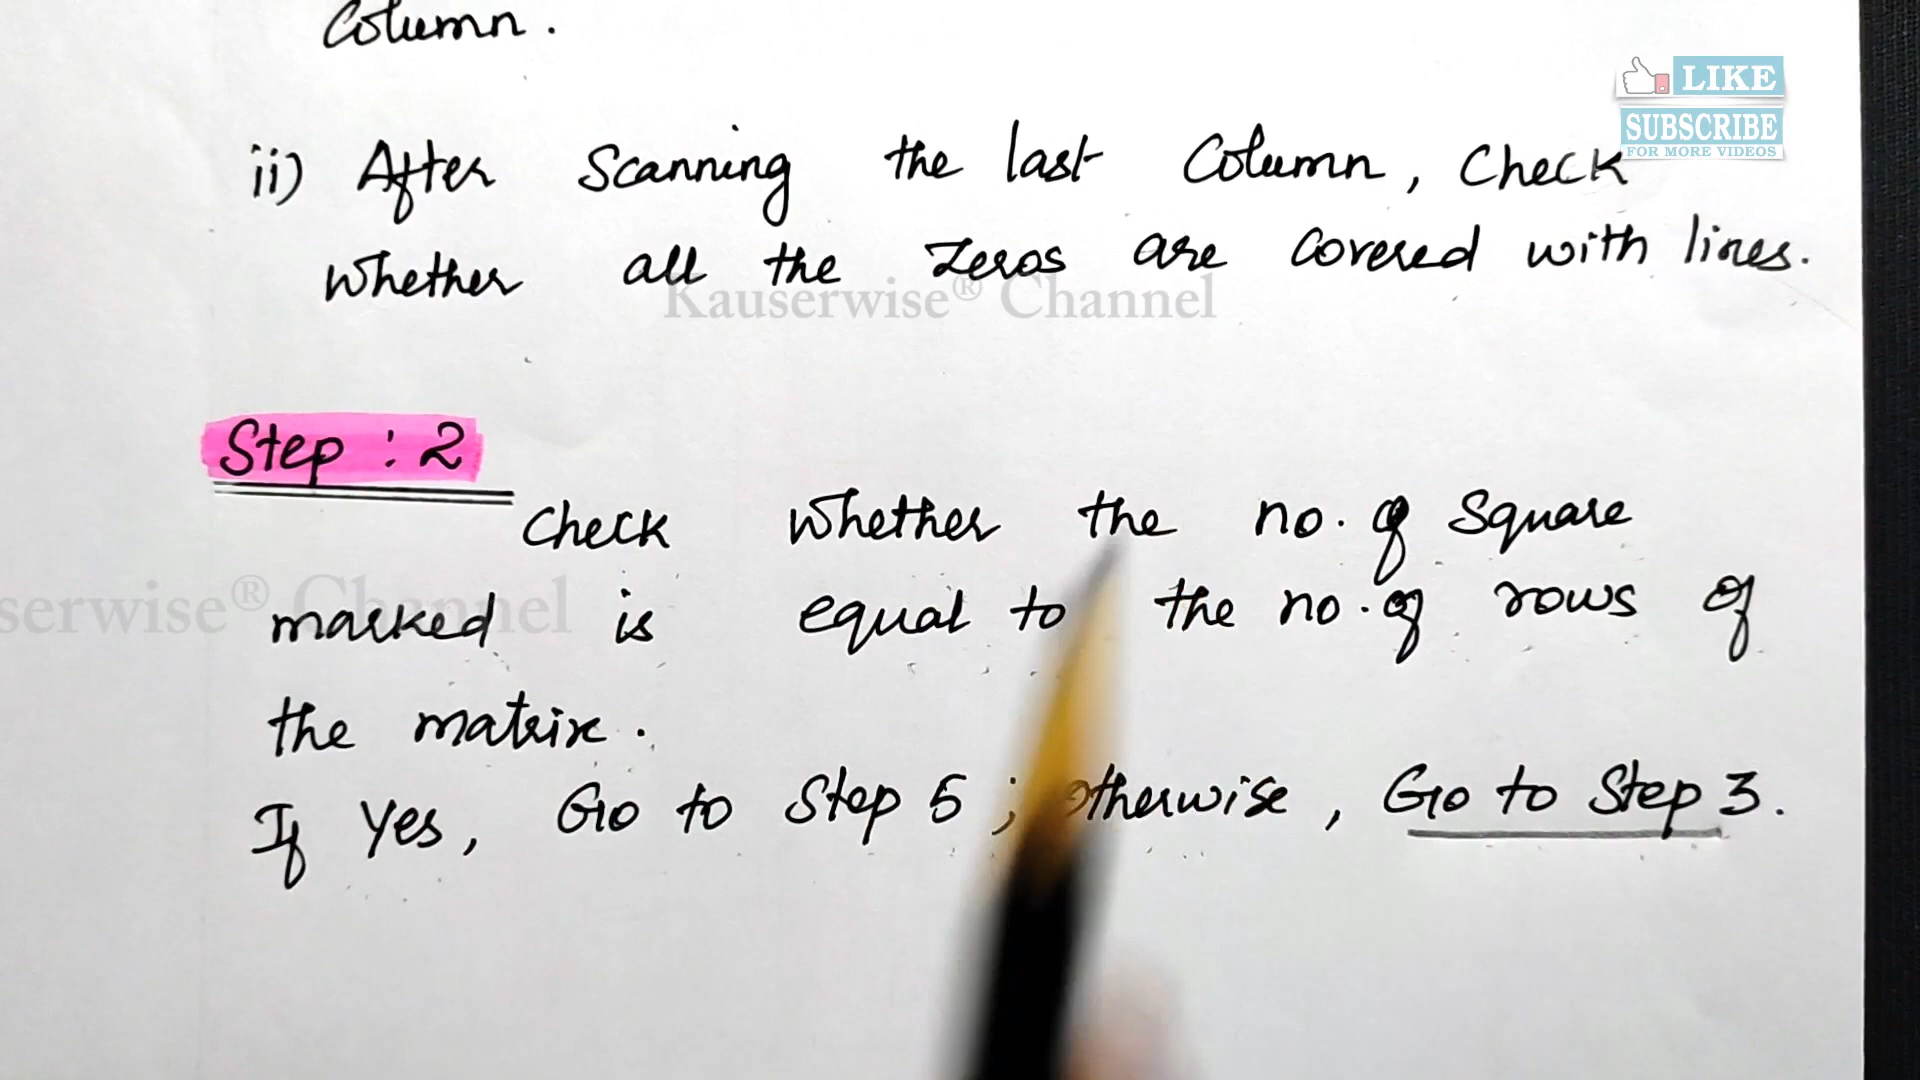 Column.
LIKE
SUBSCRIBE
FOR MORE VIDEOS
ii) After Scanning the last Column, Check
Whether all the Zeros are Covered with lines.
Kauserwise® Channel
Step : 2
Check Whether the no. of Square
userwise® Channel
marked is equal to the no. of rows of
the matrix.
If Yes, Go to Step 5 ; otherwise, Go to Step 3.